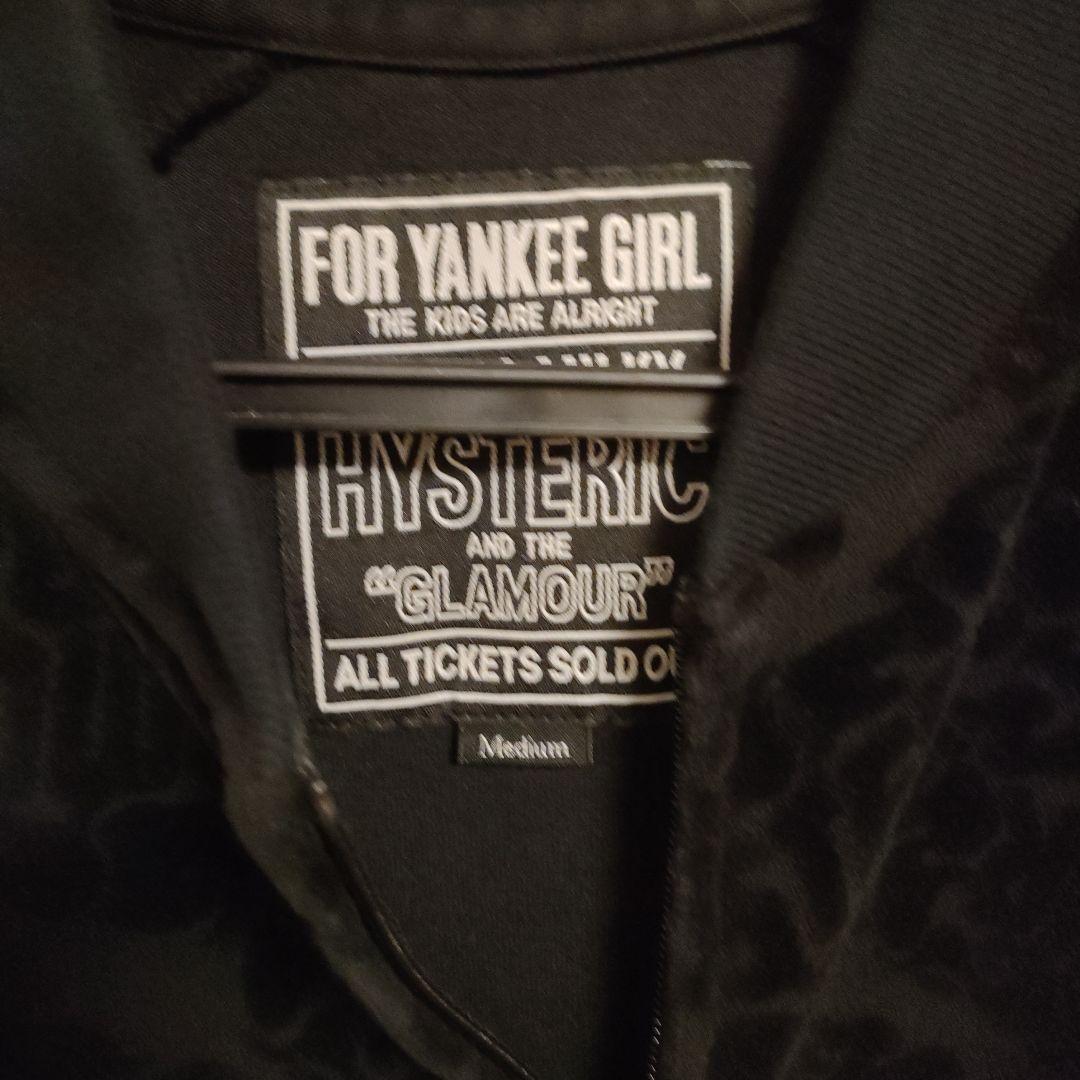 FOR YANKEE GIRL
THE KIDS ARE ALRIGHT
HYSTERIC
AND THE
"GLAMOUR"
ALL TICKETS SOLD
Medium